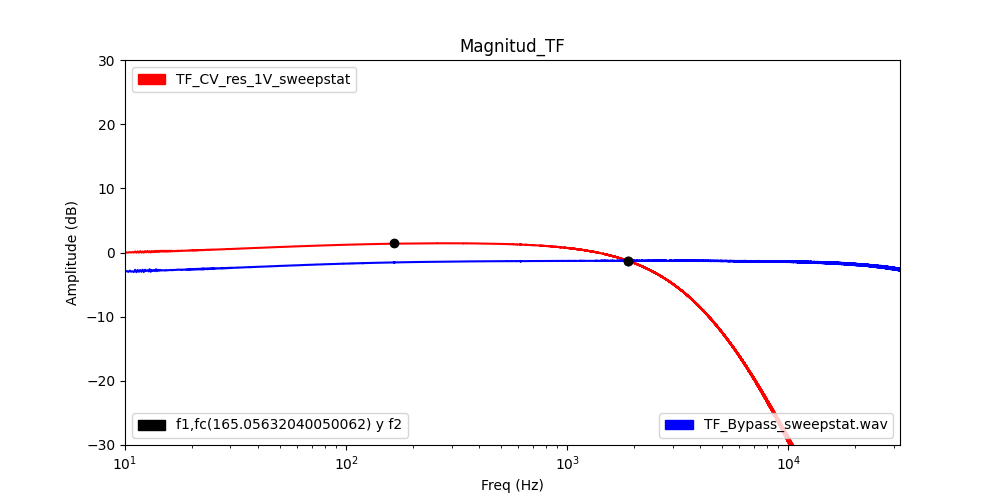 Magnitud_TF
30
TF_CV_res_1V_sweepstat
20
10
0
−10
−20
−30
Amplitude (dB)
f1,fc(165.05632040050062) y f2
TF_Bypass_sweepstat.wav
10¹ 10² 10³ 10⁴
Freq (Hz)